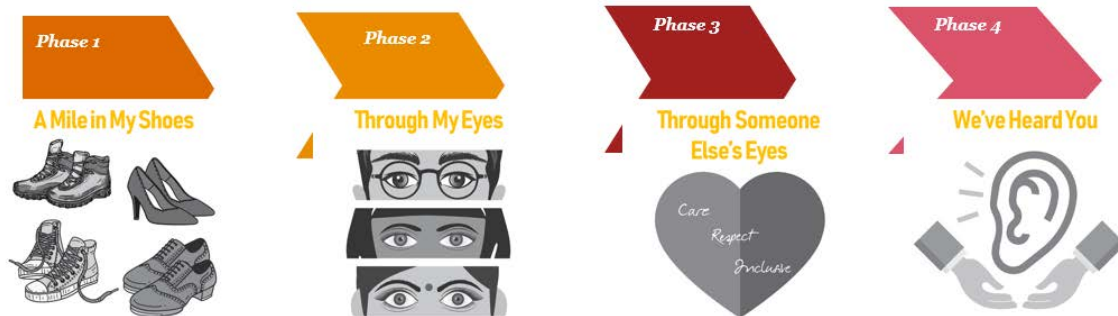 Phase 1
Phase 2
Phase 3
Phase 4
A Mile in My Shoes
Through My Eyes
Through Someone
Else's Eyes
We've Heard You
Care
Respect
Inclusive